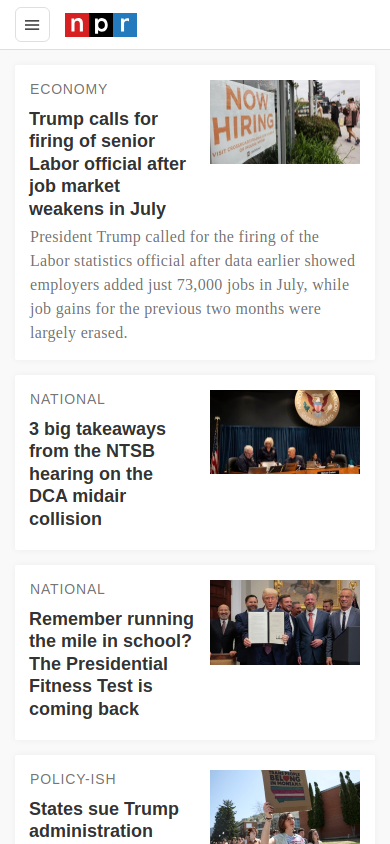 npr
ECONOMY
NOW
HIRING
Trump calls for
firing of senior
Labor official after
job market
weakens in July
President Trump called for the firing of the
Labor statistics official after data earlier showed
employers added just 73,000 jobs in July, while
job gains for the previous two months were
largely erased.
NATIONAL
3 big takeaways
from the NTSB
hearing on the
DCA midair
collision
NATIONAL
Remember running
the mile in school?
The Presidential
Fitness Test is
coming back
POLICY-ISH
States sue Trump
administration